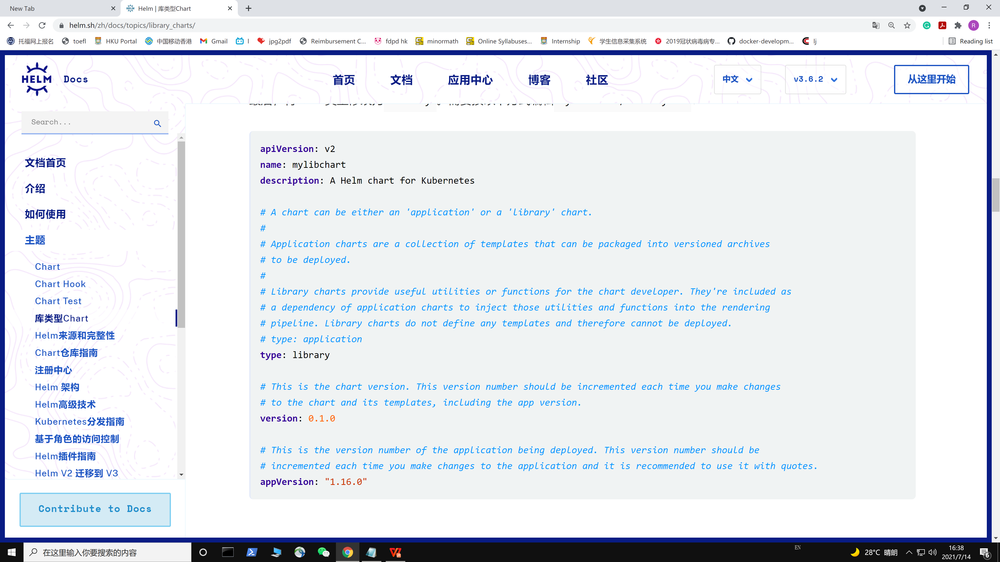 New Tab
Helm | 库类型Chart
helm.sh/zh/docs/topics/library_charts/
托福网上报名 toefl HKU Portal 中国移动香港 Gmail l jpg2pdf Reimbursement C... fdpd hk minormath Online Syllabuses... Internship 学生信息采集系统 2019冠状病毒病专... docker-developm... lj Reading list
HELM Docs 首页 文档 应用中心 博客 社区 中文 v3.6.2 从这里开始
Search...
文档首页
介绍
如何使用
主题
Chart
Chart Hook
Chart Test
库类型Chart
Helm来源和完整性
Chart仓库指南
注册中心
Helm 架构
Helm高级技术
Kubernetes分发指南
基于角色的访问控制
Helm插件指南
Helm V2 迁移到 V3
Contribute to Docs
apiVersion: v2
name: mylibchart
description: A Helm chart for Kubernetes
# A chart can be either an 'application' or a 'library' chart.
#
# Application charts are a collection of templates that can be packaged into versioned archives
# to be deployed.
#
# Library charts provide useful utilities or functions for the chart developer. They're included as
# a dependency of application charts to inject those utilities and functions into the rendering
# pipeline. Library charts do not define any templates and therefore cannot be deployed.
# type: application
type: library
# This is the chart version. This version number should be incremented each time you make changes
# to the chart and its templates, including the app version.
version: 0.1.0
# This is the version number of the application being deployed. This version number should be
# incremented each time you make changes to the application and it is recommended to use it with quotes.
appVersion: "1.16.0"
在这里输入你要搜索的内容
EN
28°C 晴朗
16:38
2021/7/14
6